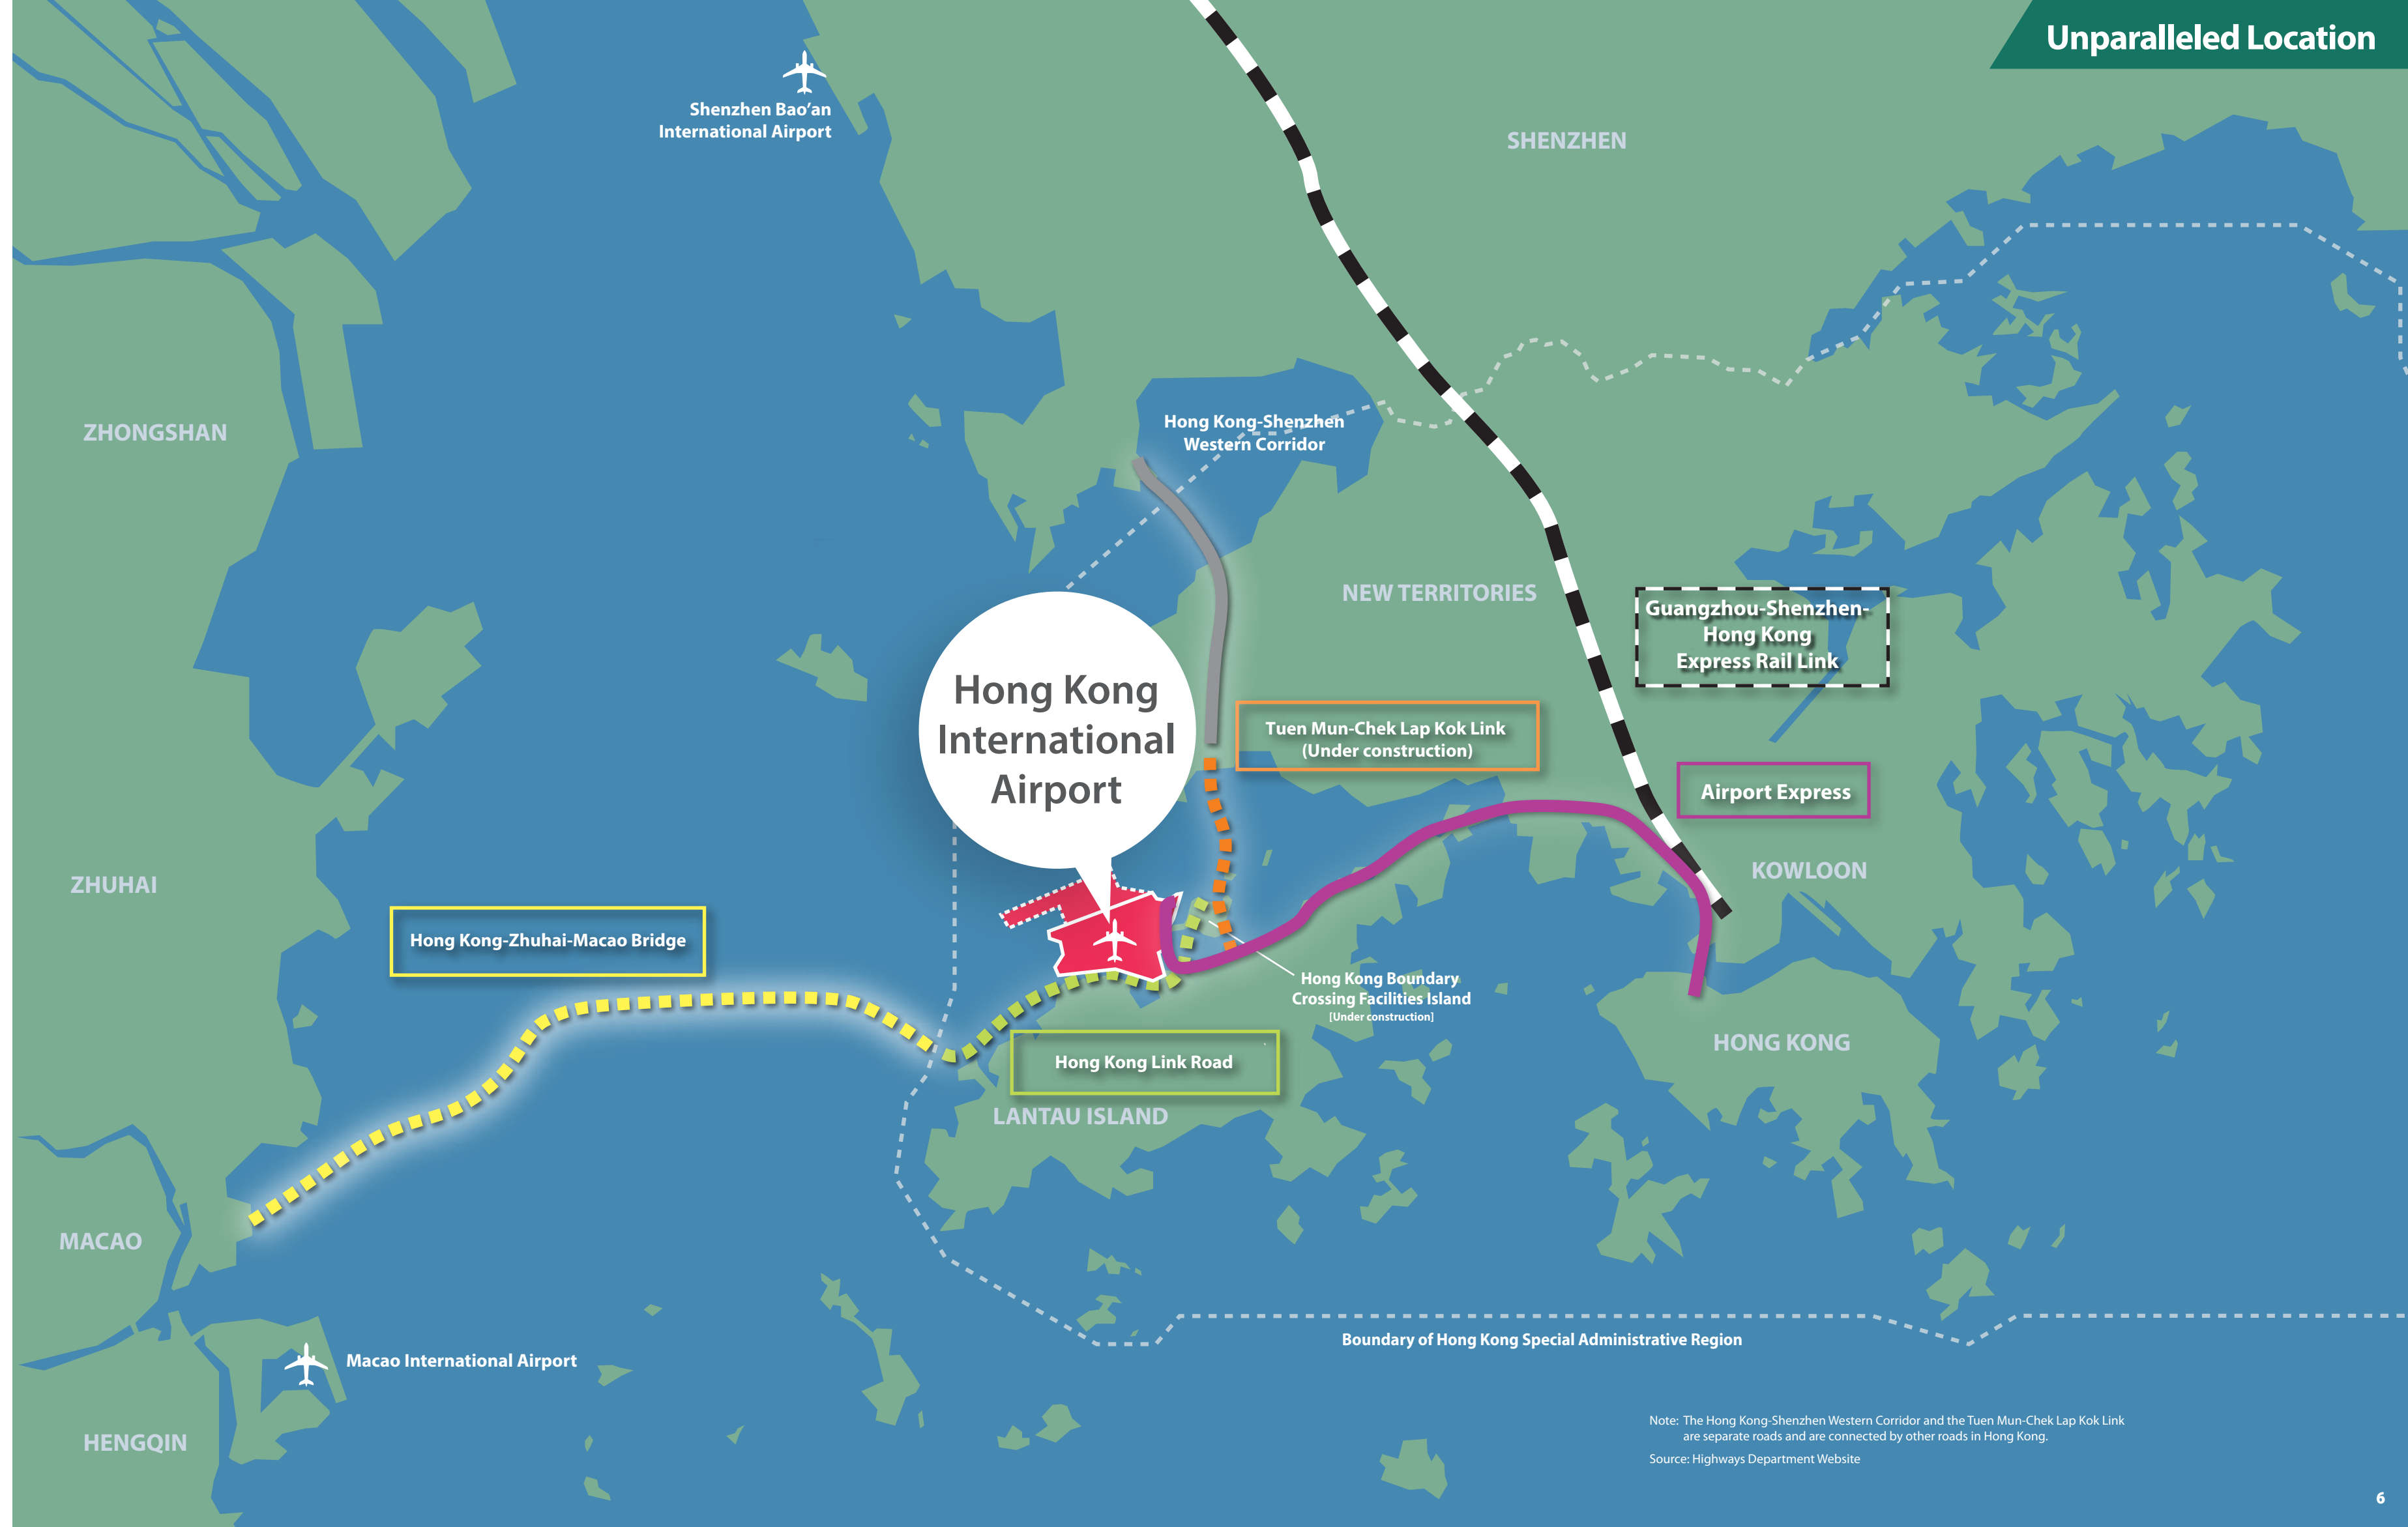 Unparalleled Location
Shenzhen Bao’an
International Airport
SHENZHEN
ZHONGSHAN
Hong Kong-Shenzhen
Western Corridor
NEW TERRITORIES
Guangzhou-Shenzhen-
Hong Kong
Express Rail Link
Hong Kong
International
Airport
Tuen Mun-Chek Lap Kok Link
(Under construction)
Airport Express
KOWLOON
ZHUHAI
Hong Kong-Zhuhai-Macao Bridge
Hong Kong Boundary
Crossing Facilities Island
[Under construction]
HONG KONG
Hong Kong Link Road
LANTAU ISLAND
MACAO
Boundary of Hong Kong Special Administrative Region
Macao International Airport
HENGQIN
Note: The Hong Kong-Shenzhen Western Corridor and the Tuen Mun-Chek Lap Kok Link
are separate roads and are connected by other roads in Hong Kong.
Source: Highways Department Website
6